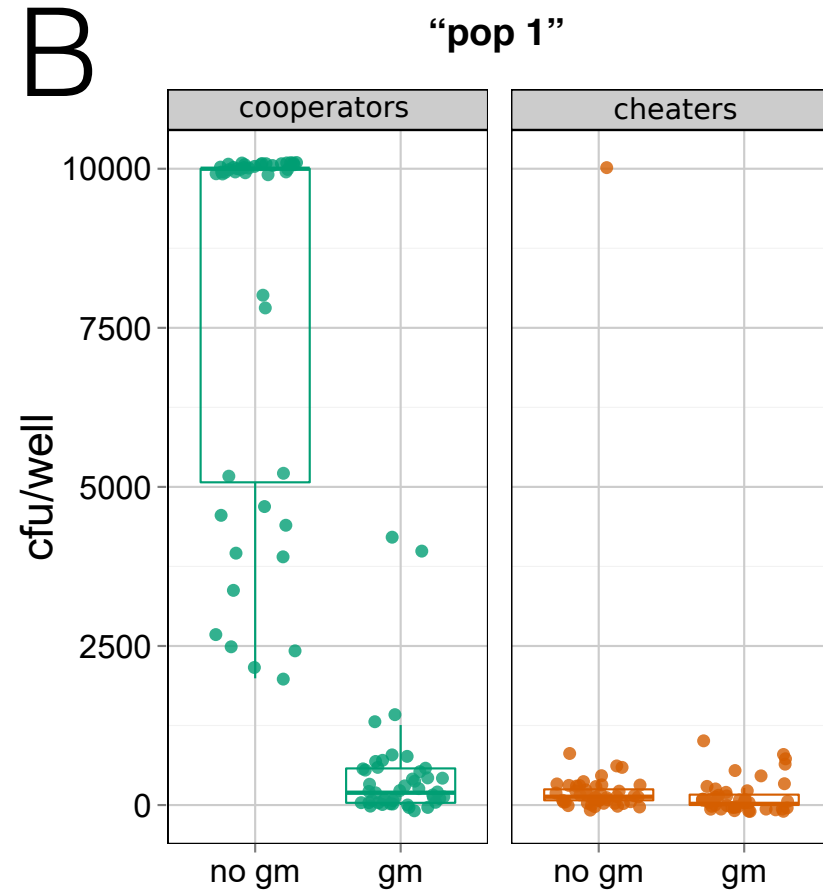 B
“pop 1”
cooperators
cheaters
10000
7500
5000
2500
0
cfu/well
no gm
gm
no gm
gm